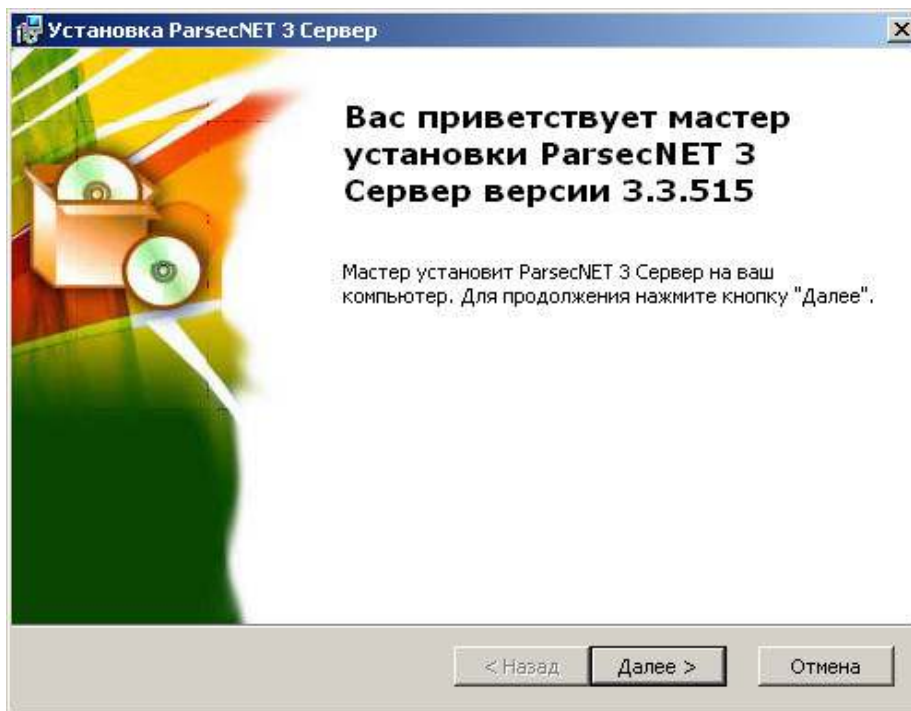 Установка ParsecNET 3 Сервер
Вас приветствует мастер
установки ParsecNET 3
Сервер версии 3.3.515
Мастер установит ParsecNET 3 Сервер на ваш
компьютер. Для продолжения нажмите кнопку "Далее".
< Назад Далее > Отмена